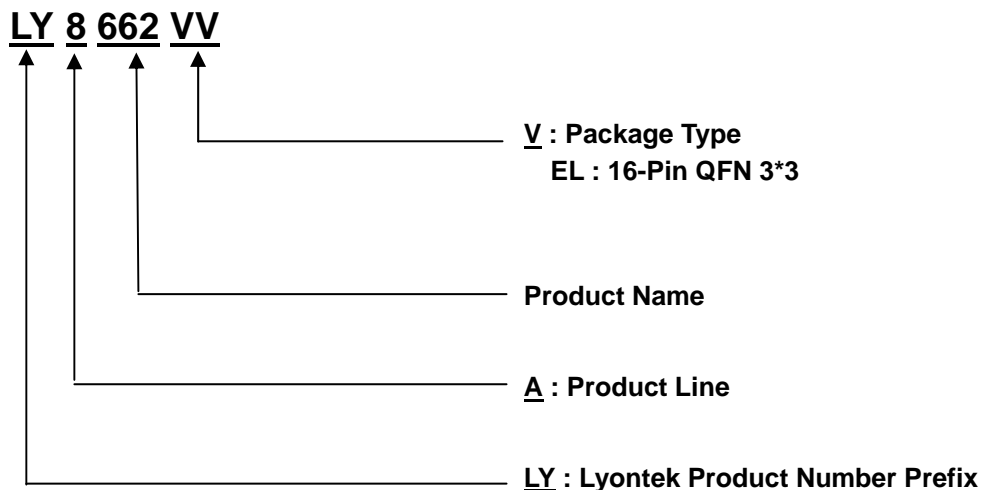 LY 8 662 VV
V : Package Type
EL : 16-Pin QFN 3*3
Product Name
A : Product Line
LY : Lyontek Product Number Prefix